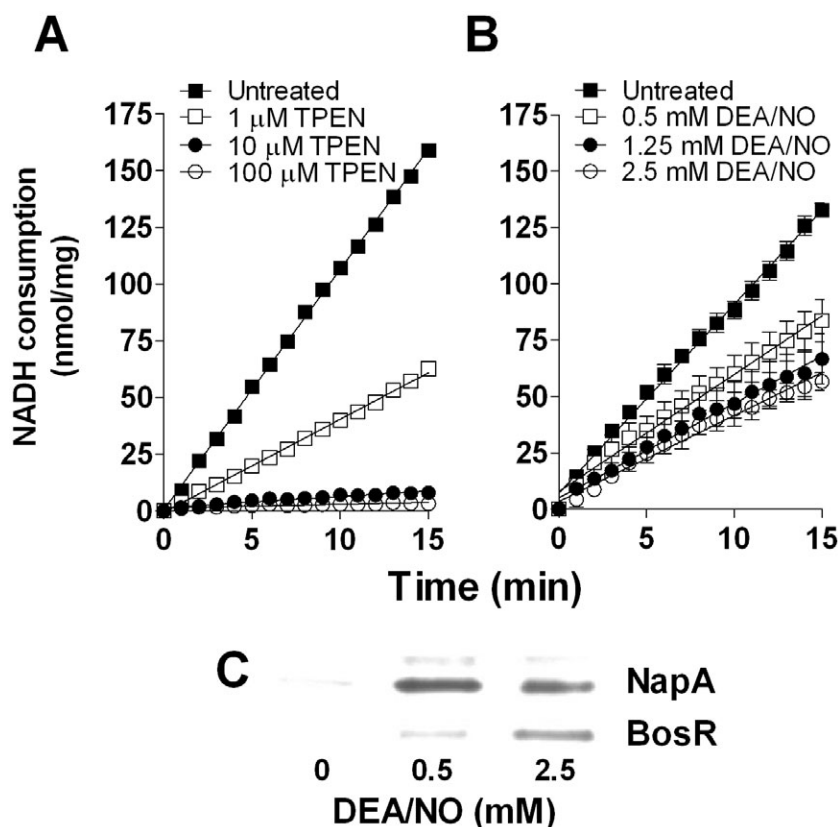 A
Untreated
1 µM TPEN
10 µM TPEN
100 µM TPEN
175
150
125
100
75
50
25
0
0 5 10 15
NADH consumption
(nmol/mg)
B
Untreated
0.5 mM DEA/NO
1.25 mM DEA/NO
2.5 mM DEA/NO
175
150
125
100
75
50
25
0
0 5 10 15
Time (min)
C
NapA
BosR
0 0.5 2.5
DEA/NO (mM)